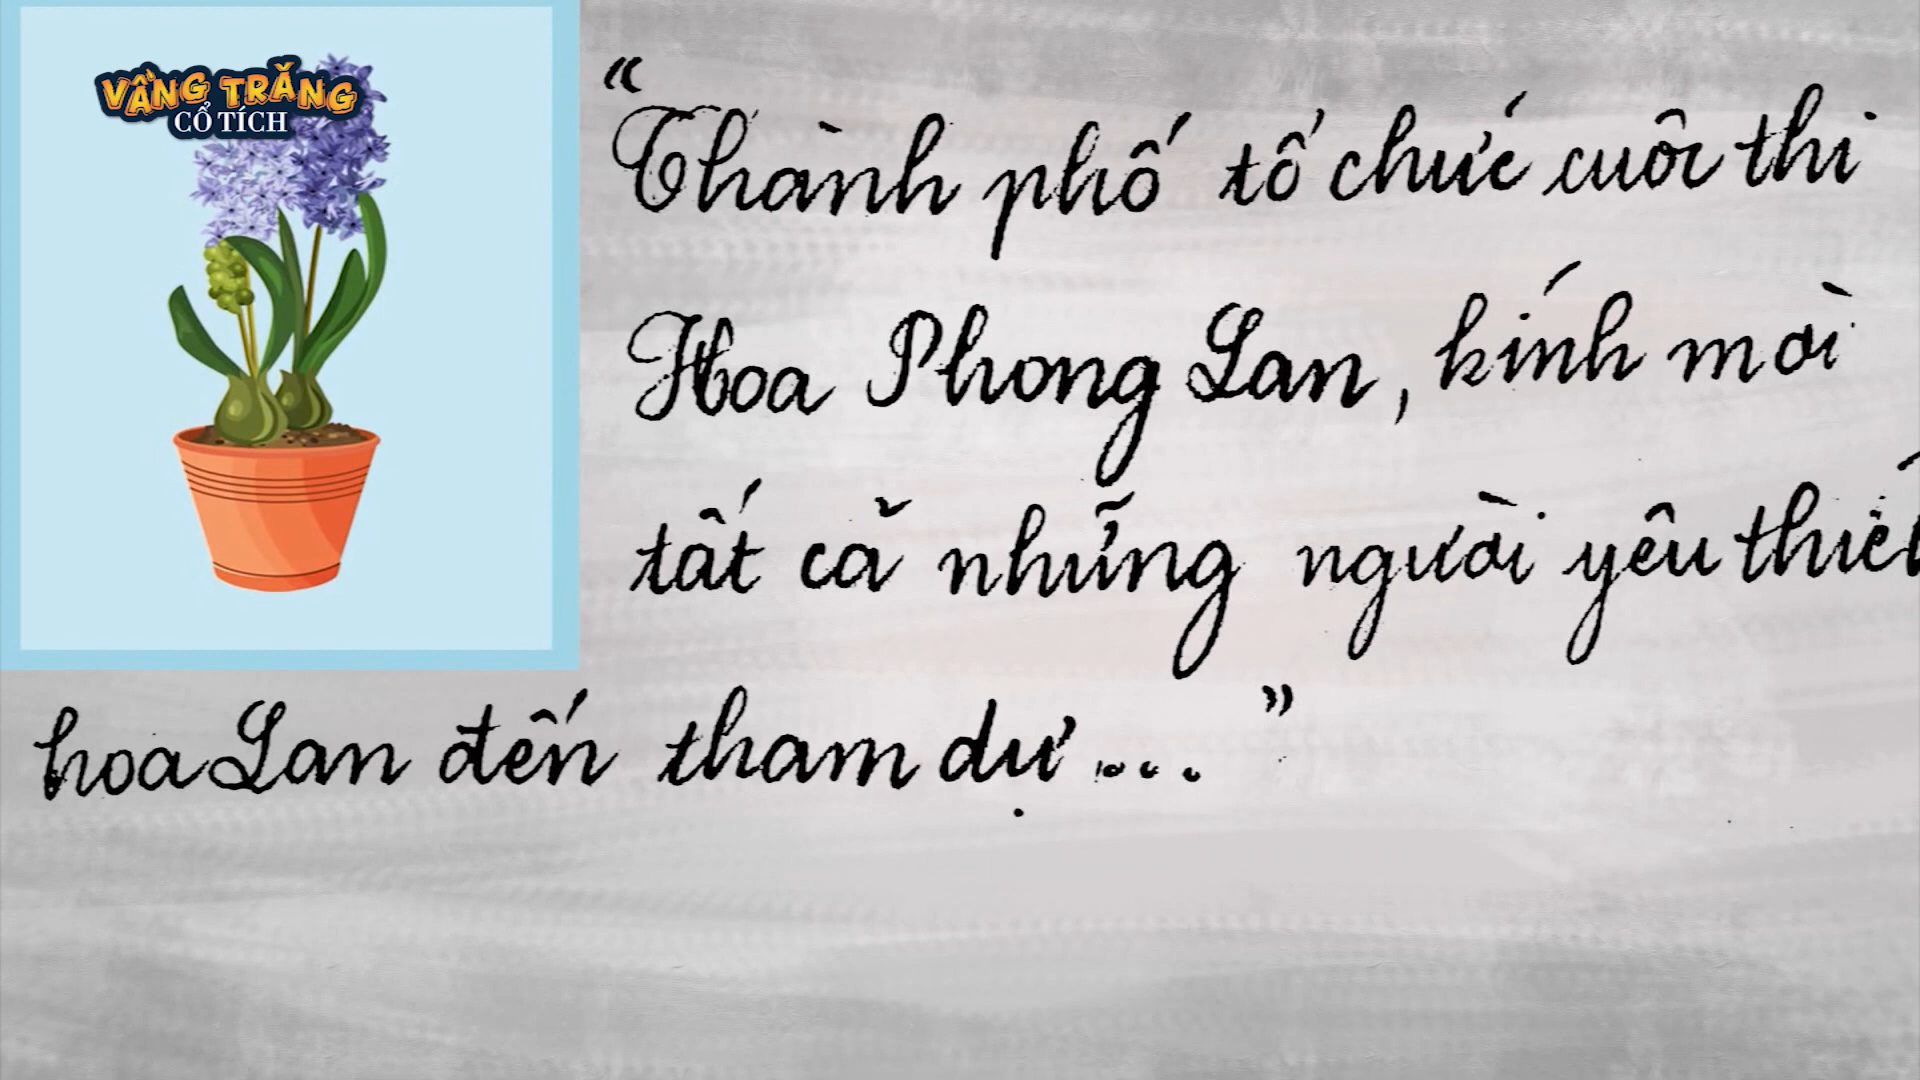 VẦNG TRĂNG
CỔ TÍCH
“Thành phố tổ chức cuộc thi
Hoa Phong Lan, kính mời
tất cả những người yêu thiế
hoa Lan đến tham dự...”